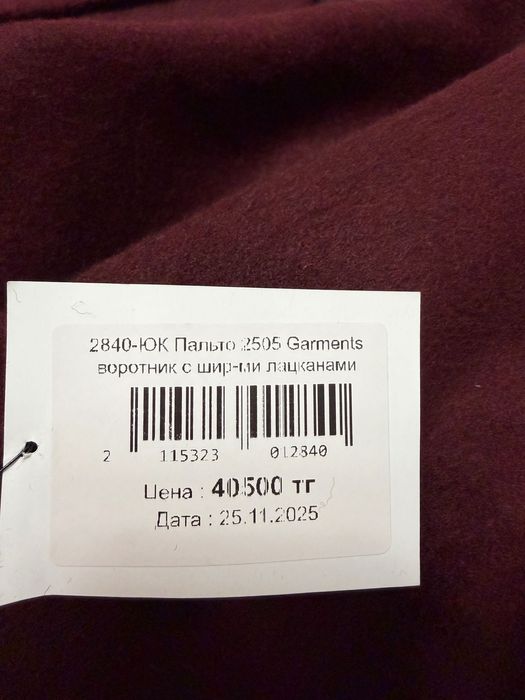 2840-ЮК Пальто 2505 Garments
воротник с шир-ми лацканами
2 115323 012840
Цена : 40500 тг
Дата : 25.11.2025